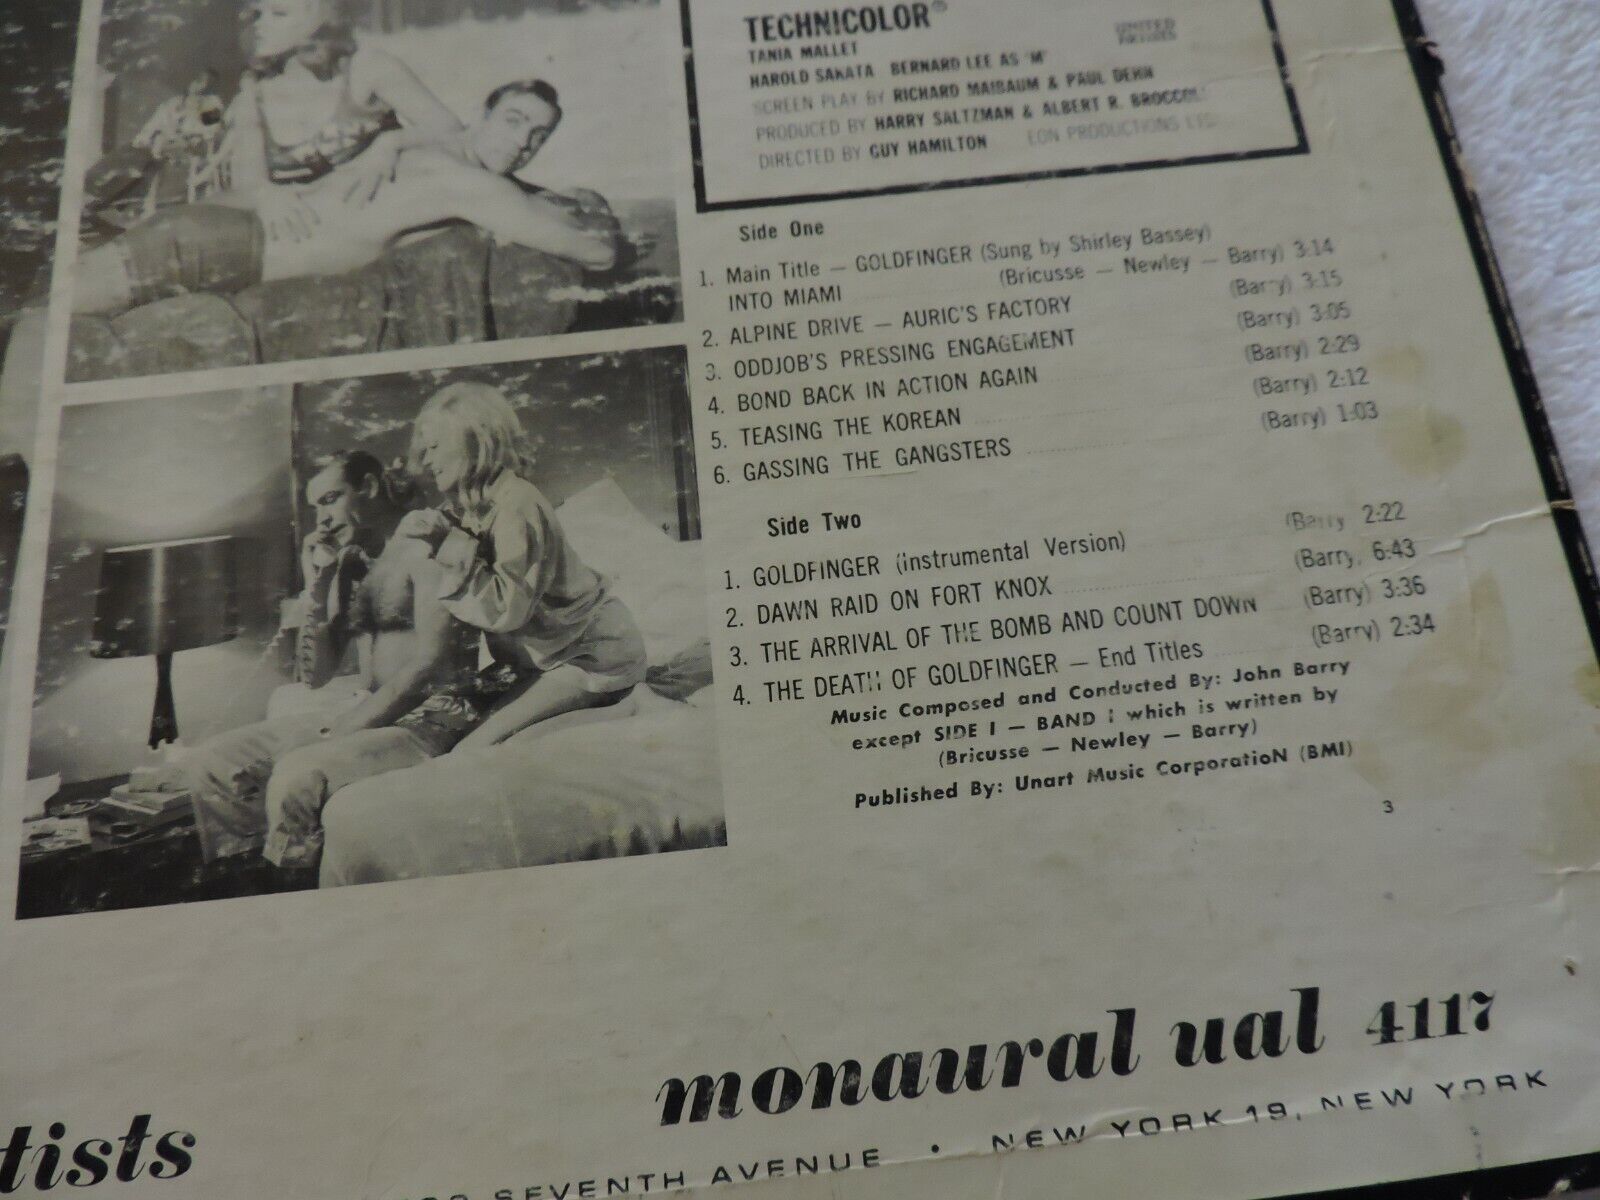 TECHNICOLOR®
UNITED ARTISTS
TANIA MALLET
HAROLD SAKATA BERNARD LEE AS 'M'
SCREEN PLAY BY RICHARD MAIBAUM & PAUL DEHN
PRODUCED BY HARRY SALTZMAN & ALBERT R. BROCCOLI
DIRECTED BY GUY HAMILTON EON PRODUCTIONS LTD
Side One
1. Main Title — GOLDFINGER (Sung by Shirley Bassey)
(Bricusse — Newley — Barry) 3:14
INTO MIAMI (Barry) 3:15
2. ALPINE DRIVE — AURIC'S FACTORY (Barry) 3:05
3. ODDJOB'S PRESSING ENGAGEMENT (Barry) 2:29
4. BOND BACK IN ACTION AGAIN (Barry) 2:12
5. TEASING THE KOREAN (Barry) 1:03
6. GASSING THE GANGSTERS
Side Two
1. GOLDFINGER (instrumental Version) (Barry 2:22
2. DAWN RAID ON FORT KNOX (Barry, 6:43
3. THE ARRIVAL OF THE BOMB AND COUNT DOWN (Barry) 3:36
4. THE DEATH OF GOLDFINGER — End Titles (Barry) 2:34
Music Composed and Conducted By: John Barry
except SIDE I — BAND I which is written by
(Bricusse — Newley — Barry)
Published By: Unart Music CorporatioN (BMI)
3
monaural ual 4117
tists
SEVENTH AVENUE • NEW YORK 19, NEW YORK